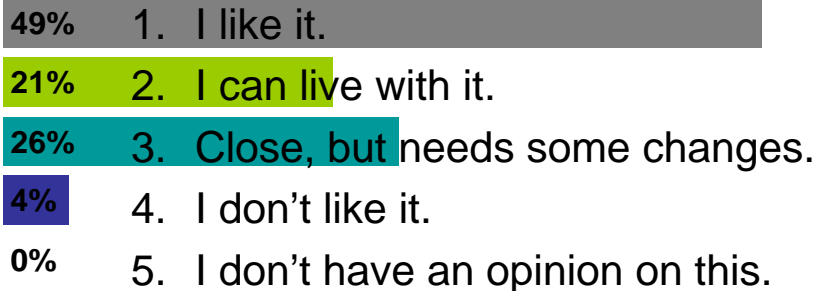 49% 1. I like it.
21% 2. I can live with it.
26% 3. Close, but needs some changes.
4% 4. I don’t like it.
0% 5. I don’t have an opinion on this.